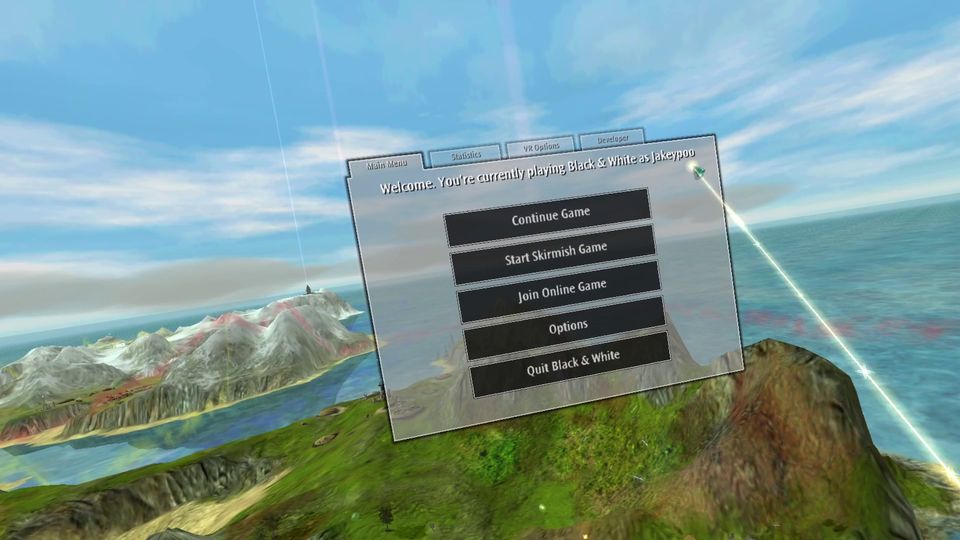 Main Menu
Statistics
VR Options
Developer
Welcome. You're currently playing Black & White as Jakeypoo
Continue Game
Start Skirmish Game
Join Online Game
Options
Quit Black & White